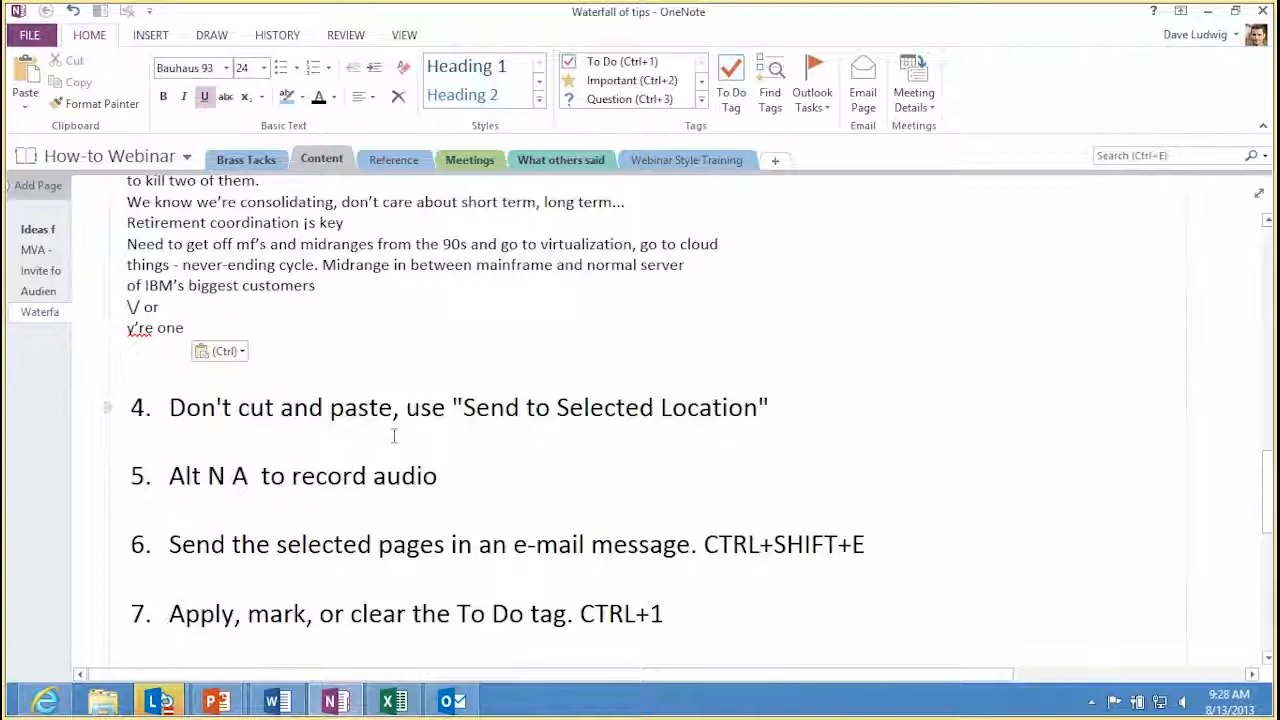 Waterfall of tips - OneNote
?
FILE HOME INSERT DRAW HISTORY REVIEW VIEW
Dave Ludwig
Paste
Cut
Copy
Format Painter
Clipboard
Bauhaus 93 24
B I U abc x₂
A
Basic Text
Heading 1
Heading 2
Styles
To Do (Ctrl+1)
Important (Ctrl+2)
? Question (Ctrl+3)
To Do Tag
Find Tags
Outlook Tasks
Tags
Email Page
Email
Meeting Details
Meetings
How-to Webinar
Brass Tacks Content Reference Meetings What others said Webinar Style Training +
Search (Ctrl+E)
Add Page
Ideas f
MVA -
Invite fo
Audien
Waterfa
to kill two of them.
We know we're consolidating, don't care about short term, long term...
Retirement coordination ¡s key
Need to get off mf's and midranges from the 90s and go to virtualization, go to cloud
things - never-ending cycle. Midrange in between mainframe and normal server
of IBM's biggest customers
\/ or
y're one
(Ctrl)
4. Don't cut and paste, use "Send to Selected Location"
5. Alt N A to record audio
6. Send the selected pages in an e-mail message. CTRL+SHIFT+E
7. Apply, mark, or clear the To Do tag. CTRL+1
9:28 AM
8/13/2013